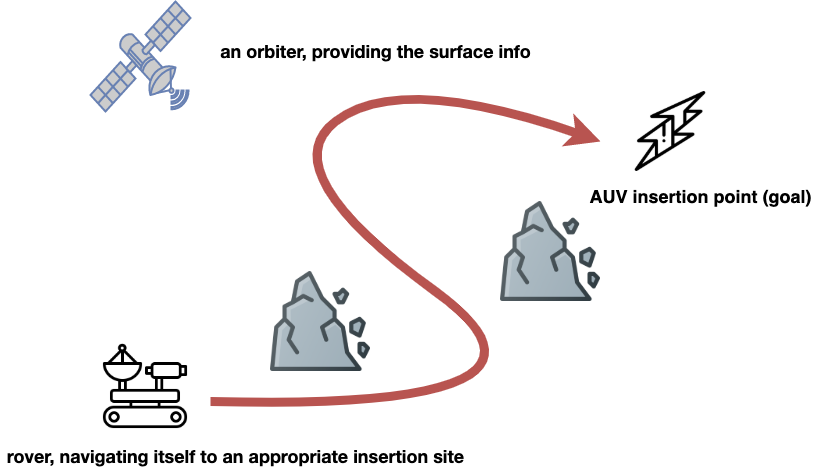 an orbiter, providing the surface info
!
AUV insertion point (goal)
rover, navigating itself to an appropriate insertion site